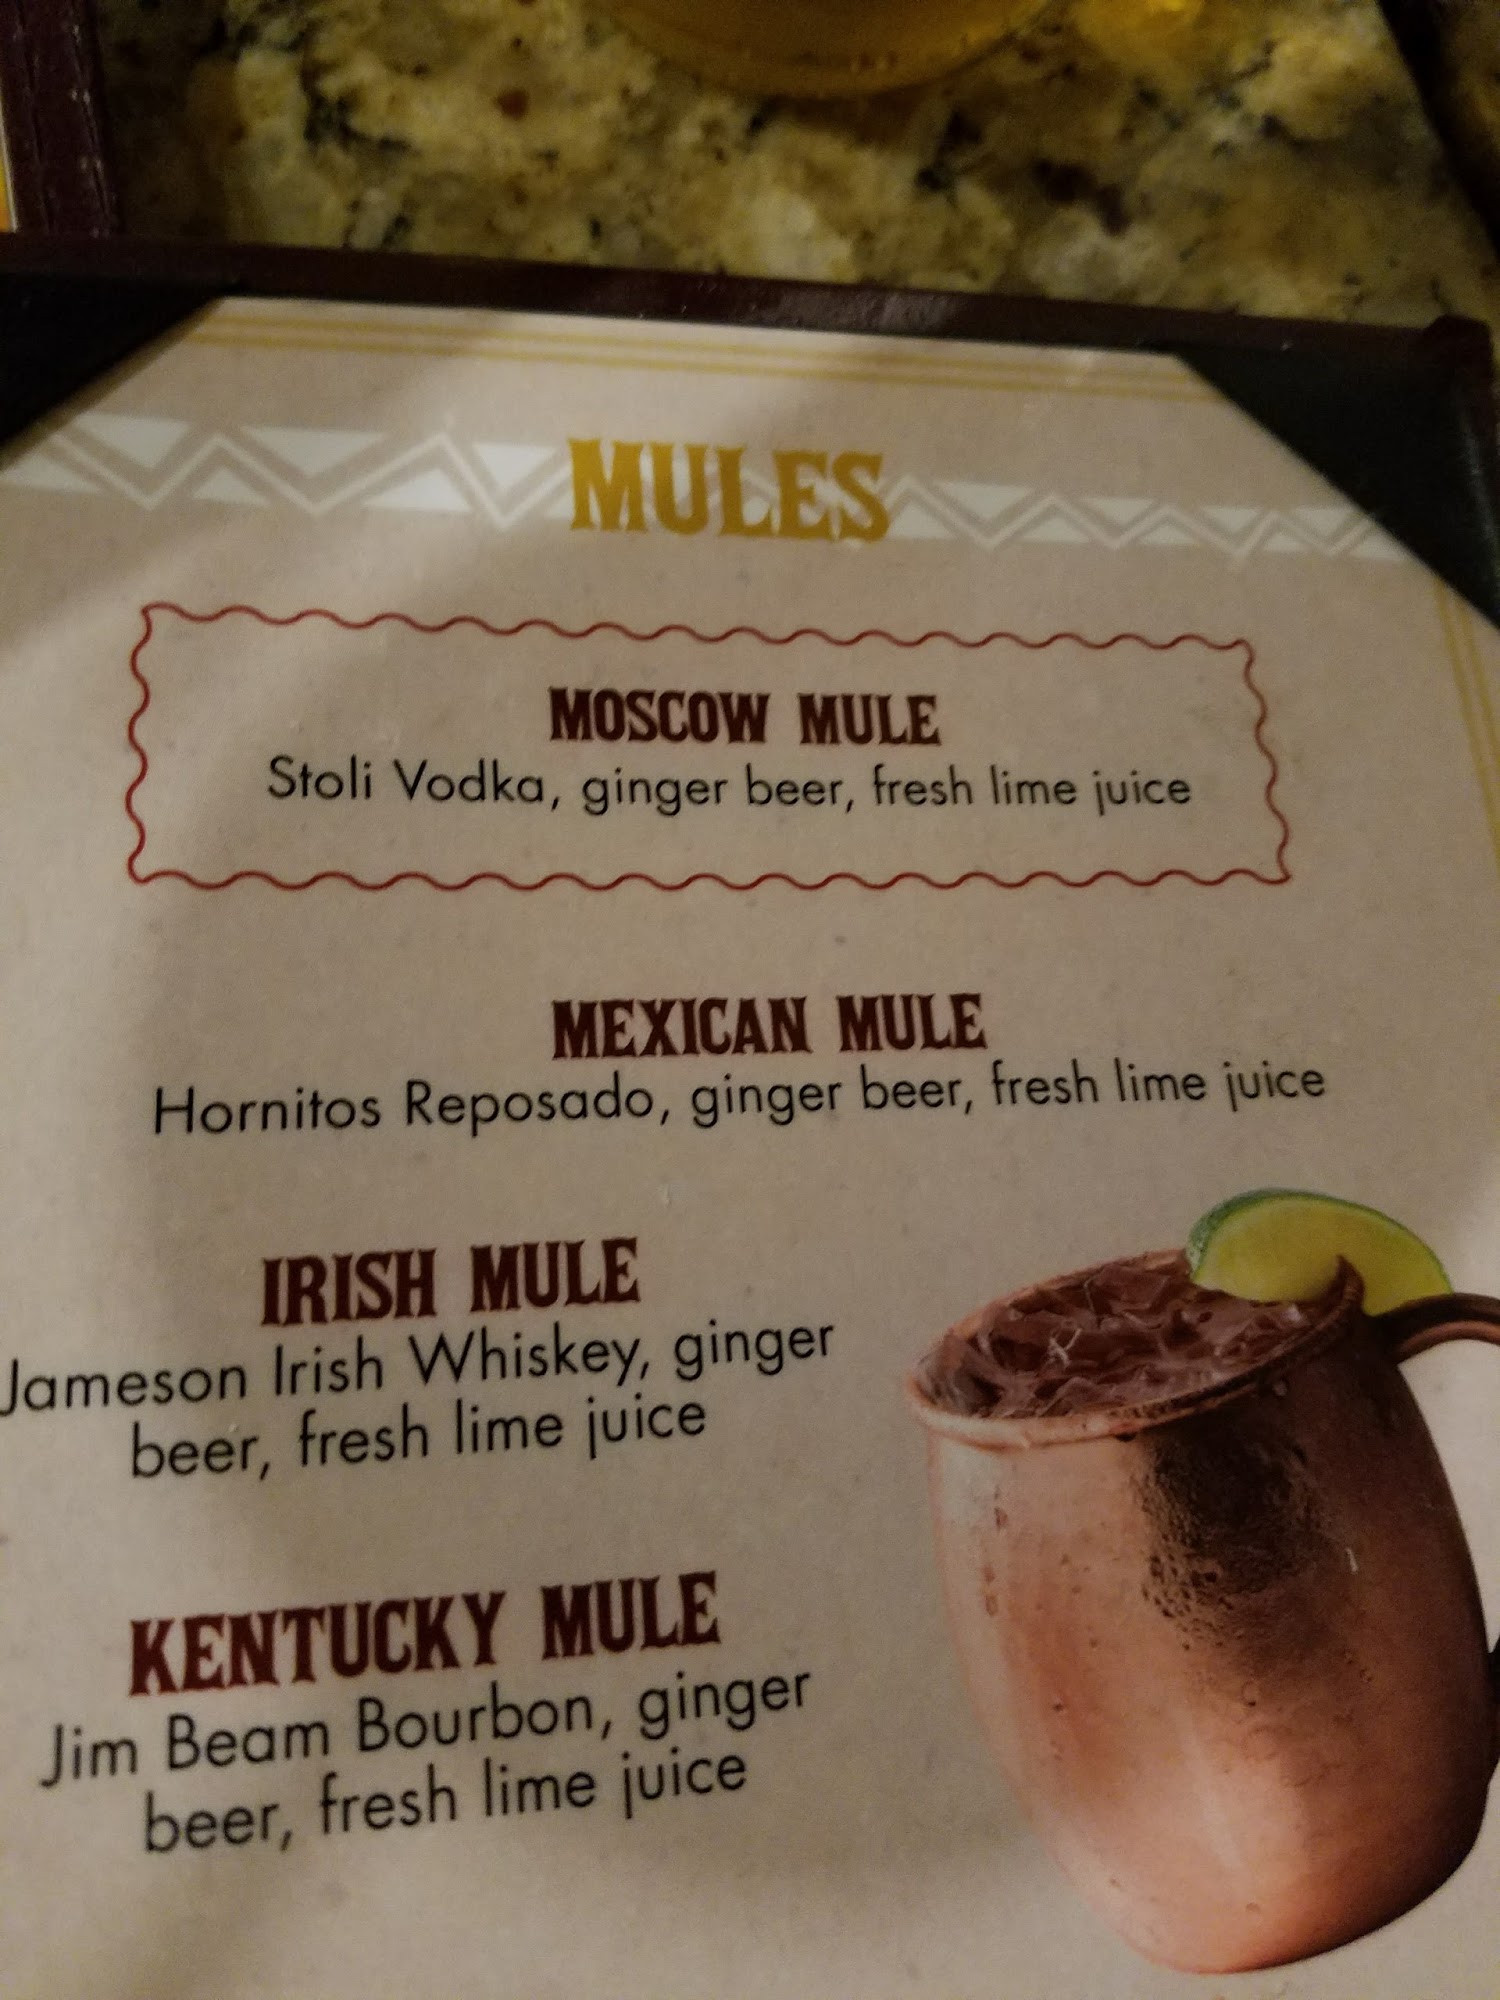 MULES
MOSCOW MULE
Stoli Vodka, ginger beer, fresh lime juice
MEXICAN MULE
Hornitos Reposado, ginger beer, fresh lime juice
IRISH MULE
Jameson Irish Whiskey, ginger
beer, fresh lime juice
KENTUCKY MULE
Jim Beam Bourbon, ginger
beer, fresh lime juice